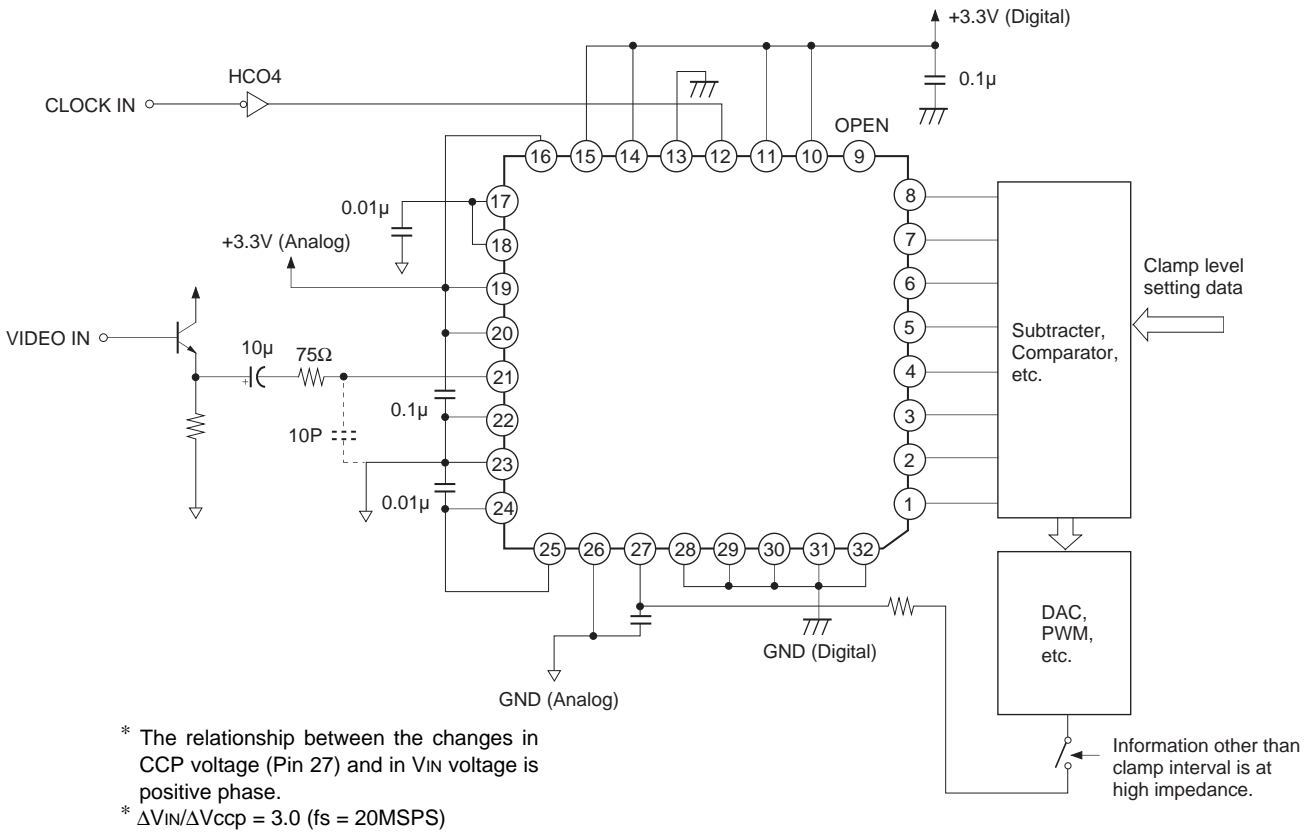 +3.3V (Digital)
HCO4
0.1µ
CLOCK IN
OPEN
16
15
14
13
12
11
10
9
17
8
0.01µ
18
7
+3.3V (Analog)
19
6
Clamp level
setting data
20
5
VIDEO IN
Subtracter,
Comparator,
etc.
10µ
75Ω
+
21
4
0.1µ
22
3
10P
23
2
0.01µ
24
1
25
26
27
28
29
30
31
32
DAC,
PWM,
etc.
GND (Digital)
GND (Analog)
* The relationship between the changes in
CCP voltage (Pin 27) and in VIN voltage is
positive phase.
* ΔVIN/ΔVccp = 3.0 (fs = 20MSPS)
Information other than
clamp interval is at
high impedance.